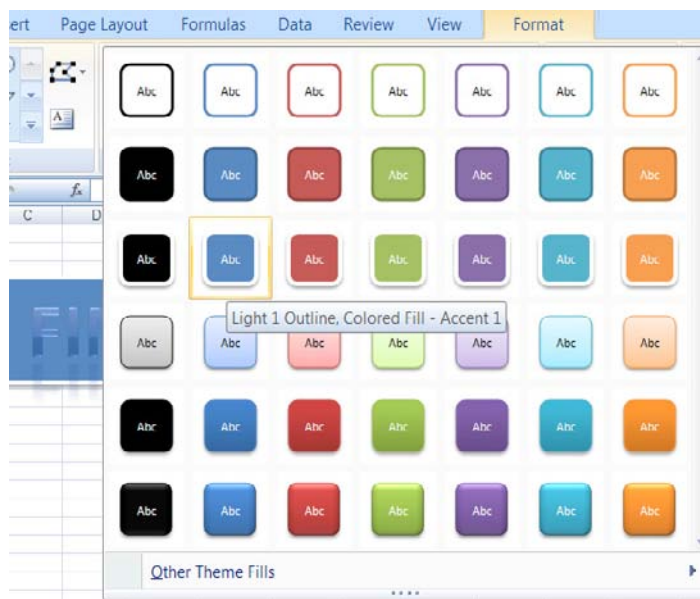 ert Page Layout Formulas Data Review View Format
A
Abc Abc Abc Abc Abc Abc Abc
Abc Abc Abc Abc Abc Abc Abc
fx
C D
Abc Abc Abc Abc Abc Abc Abc
Light 1 Outline, Colored Fill - Accent 1
FI
Abc Abc Abc Abc Abc Abc Abc
Abc Abc Abc Abc Abc Abc Abc
Abc Abc Abc Abc Abc Abc Abc
Other Theme Fills